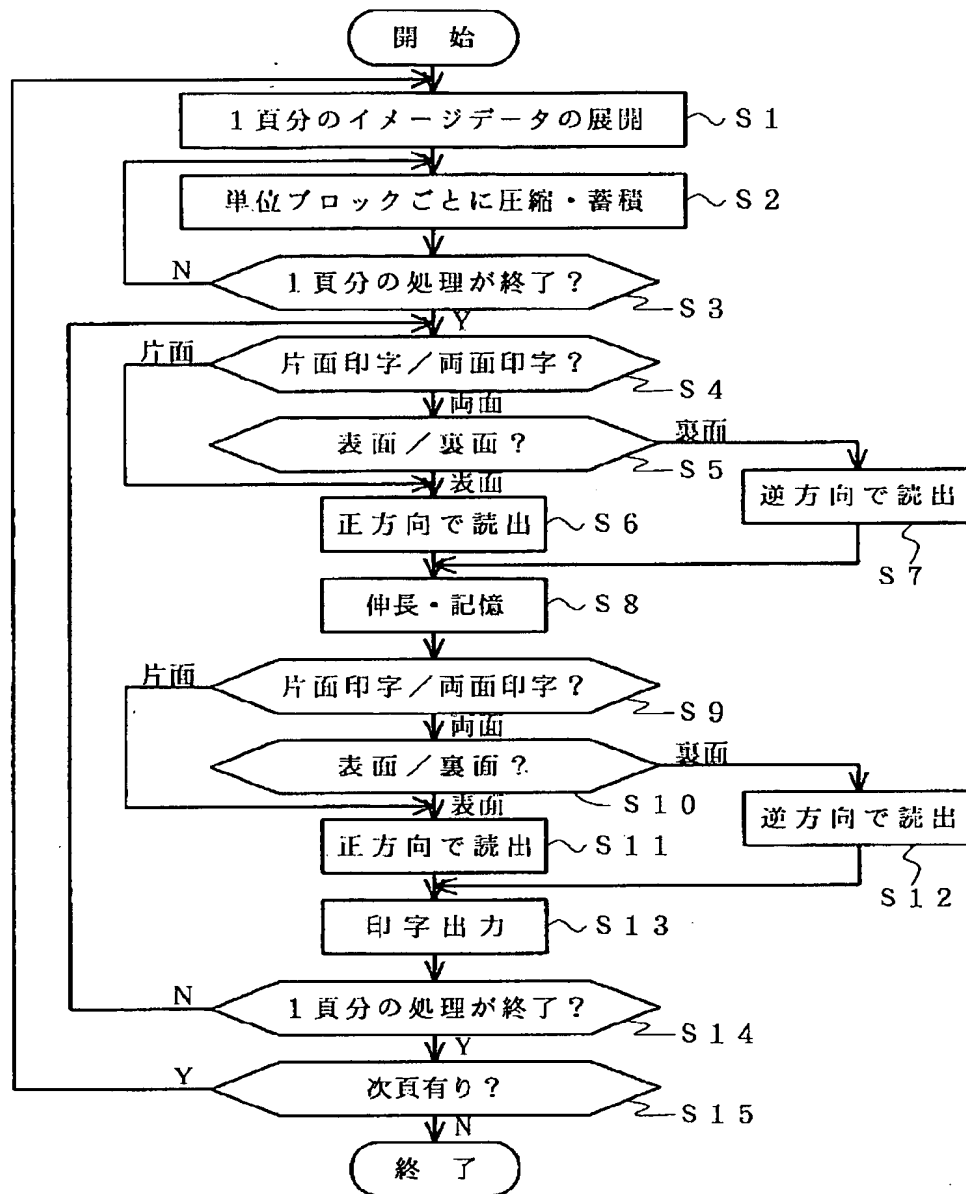 開始
1頁分のイメージデータの展開 S1
単位ブロックごとに圧縮・蓄積 S2
N 1頁分の処理が終了? S3
Y
片面 片面印字/両面印字? S4
両面
表面/裏面? 裏面 S5
表面
正方向で読出 S6
逆方向で読出 S7
伸長・記憶 S8
片面 片面印字/両面印字? S9
両面
表面/裏面? 裏面 S10
表面
正方向で読出 S11
逆方向で読出 S12
印字出力 S13
N 1頁分の処理が終了? S14
Y
Y 次頁有り? S15
N
終了